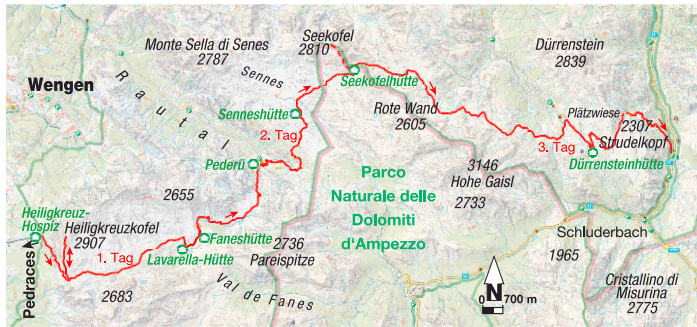 Seekofel
2810
Monte Sella di Senes
2787
Dürrenstein
2839
Wengen
Sennes
Seekofelhütte
Rautal
Senneshütte
Rote Wand
2605
Plätzwiese
2307
Strudelkopf
2. Tag
3. Tag
Dürrensteinhütte
Pederü
3146
Hohe Gaisl
2733
Parco
Naturale delle
Dolomiti
d'Ampezzo
2655
Heiligkreuz-
Hospiz
Heiligkreuzkofel
2907
1. Tag
Faneshütte
Lavarella-Hütte
2736
Pareispitze
Schluderbach
1965
Pedraces
2683
Val de Fanes
N
0 700 m
Cristallino di
Misurina
2775